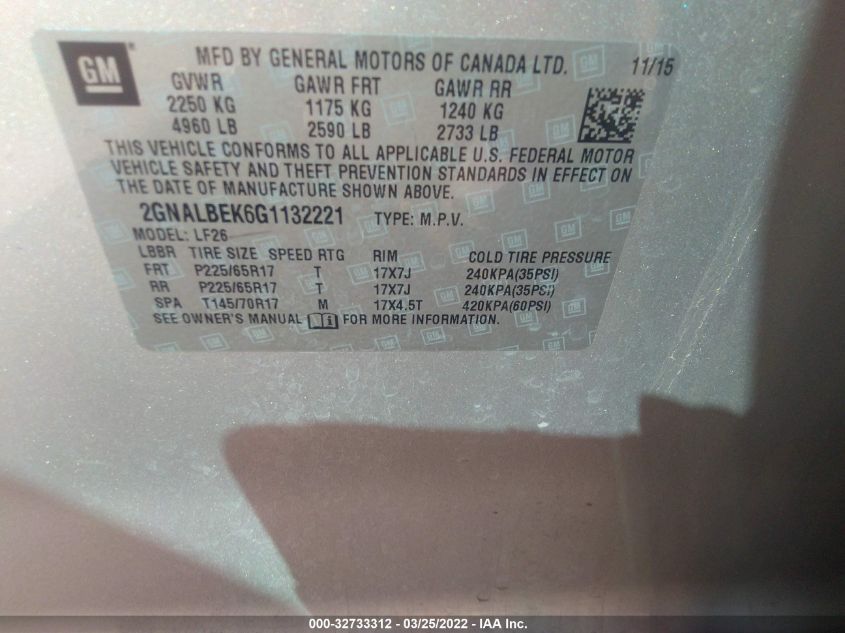 GM
MFD BY GENERAL MOTORS OF CANADA LTD. 11/15
GVWR GAWR FRT GAWR RR
2250 KG 1175 KG 1240 KG
4960 LB 2590 LB 2733 LB
THIS VEHICLE CONFORMS TO ALL APPLICABLE U.S. FEDERAL MOTOR
VEHICLE SAFETY AND THEFT PREVENTION STANDARDS IN EFFECT ON
THE DATE OF MANUFACTURE SHOWN ABOVE.
2GNALBEK6G1132221 TYPE: M.P.V.
MODEL: LF26
LBBR TIRE SIZE SPEED RTG RIM COLD TIRE PRESSURE
FRT P225/65R17 T 17X7J 240KPA(35PSI)
RR P225/65R17 T 17X7J 240KPA(35PSI)
SPA T145/70R17 M 17X4.5T 420KPA(60PSI)
SEE OWNER'S MANUAL FOR MORE INFORMATION.
000-32733312 - 03/25/2022 - IAA Inc.